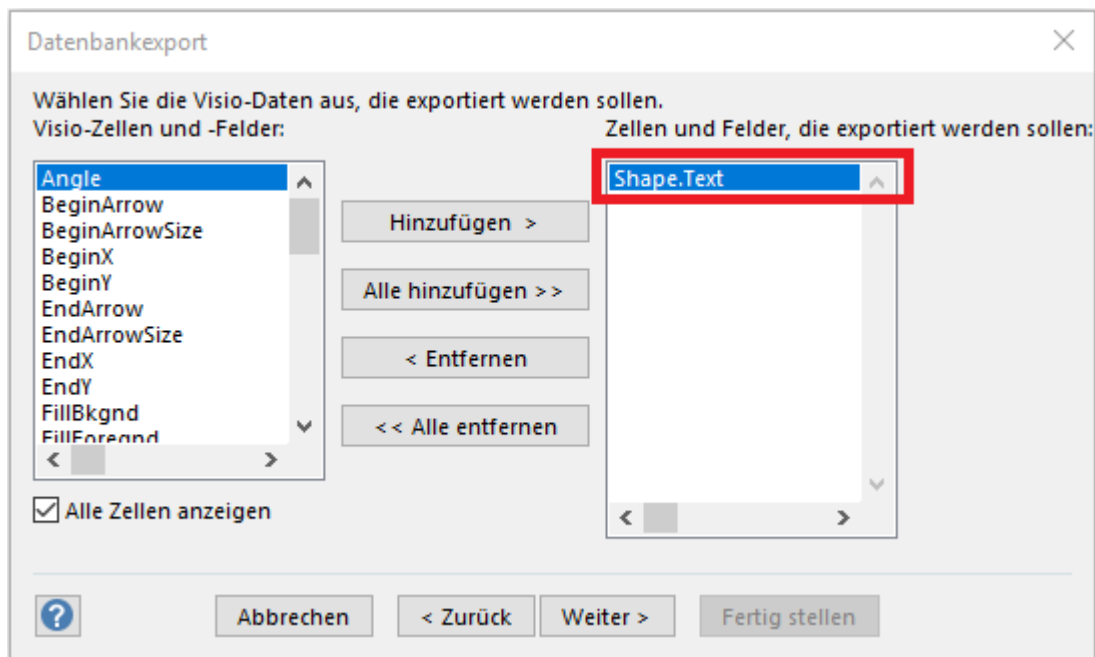 Datenbankexport
Wählen Sie die Visio-Daten aus, die exportiert werden sollen.
Visio-Zellen und -Felder:
Zellen und Felder, die exportiert werden sollen:
Angle
BeginArrow
BeginArrowSize
BeginX
BeginY
EndArrow
EndArrowSize
EndX
EndY
FillBkgnd
FillForegnd
Hinzufügen >
Alle hinzufügen >>
< Entfernen
<< Alle entfernen
Shape.Text
Alle Zellen anzeigen
?
Abbrechen
< Zurück
Weiter >
Fertig stellen